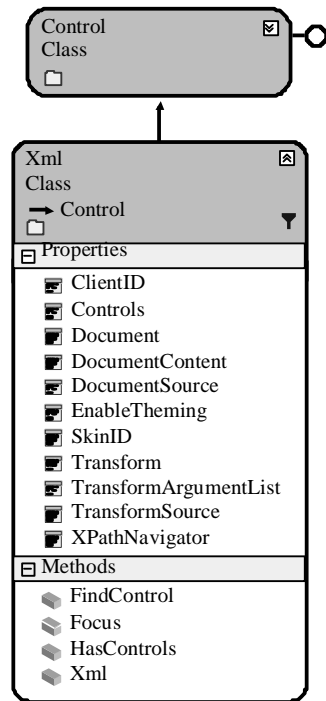 Control
Class
Xml
Class
Control
Properties
ClientID
Controls
Document
DocumentContent
DocumentSource
EnableTheming
SkinID
Transform
TransformArgumentList
TransformSource
XPathNavigator
Methods
FindControl
Focus
HasControls
Xml